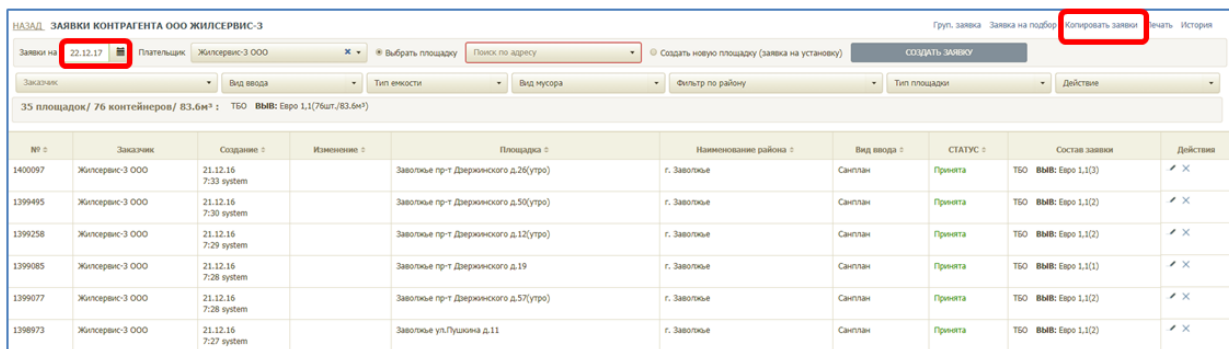 НАЗАД ЗАЯВКИ КОНТРАГЕНТА ООО ЖИЛСЕРВИС-3 Груп. заявка Заявка на подбор Копировать заявки Печать История
Заявки на 22.12.17 Плательщик Жилсервис-3 ООО Выбрать площадку Поиск по адресу Создать новую площадку (заявка на установку) СОЗДАТЬ ЗАЯВКУ
Заказчик Вид ввода Тип емкости Вид мусора Фильтр по району Тип площадки Действие
35 площадок/ 76 контейнеров/ 83.6м³ : ТБО ВЫВ: Евро 1,1(76шт./83.6м³)
№ Заказчик Создание Изменение Площадка Наименование района Вид ввода СТАТУС Состав заявки Действия
1400097 Жилсервис-3 ООО 21.12.16 Заволжье пр-т Дзержинского д.26(утро) г. Заволжье Санплан Принята ТБО ВЫВ: Евро 1,1(3)
7:33 system
1399495 Жилсервис-3 ООО 21.12.16 Заволжье пр-т Дзержинского д.50(утро) г. Заволжье Санплан Принята ТБО ВЫВ: Евро 1,1(2)
7:30 system
1399258 Жилсервис-3 ООО 21.12.16 Заволжье пр-т Дзержинского д.12(утро) г. Заволжье Санплан Принята ТБО ВЫВ: Евро 1,1(2)
7:29 system
1399085 Жилсервис-3 ООО 21.12.16 Заволжье пр-т Дзержинского д.19 г. Заволжье Санплан Принята ТБО ВЫВ: Евро 1,1(1)
7:28 system
1399077 Жилсервис-3 ООО 21.12.16 Заволжье пр-т Дзержинского д.57(утро) г. Заволжье Санплан Принята ТБО ВЫВ: Евро 1,1(2)
7:28 system
1398973 Жилсервис-3 ООО 21.12.16 Заволжье ул.Пушкина д.11 г. Заволжье Санплан Принята ТБО ВЫВ: Евро 1,1(2)
7:27 system